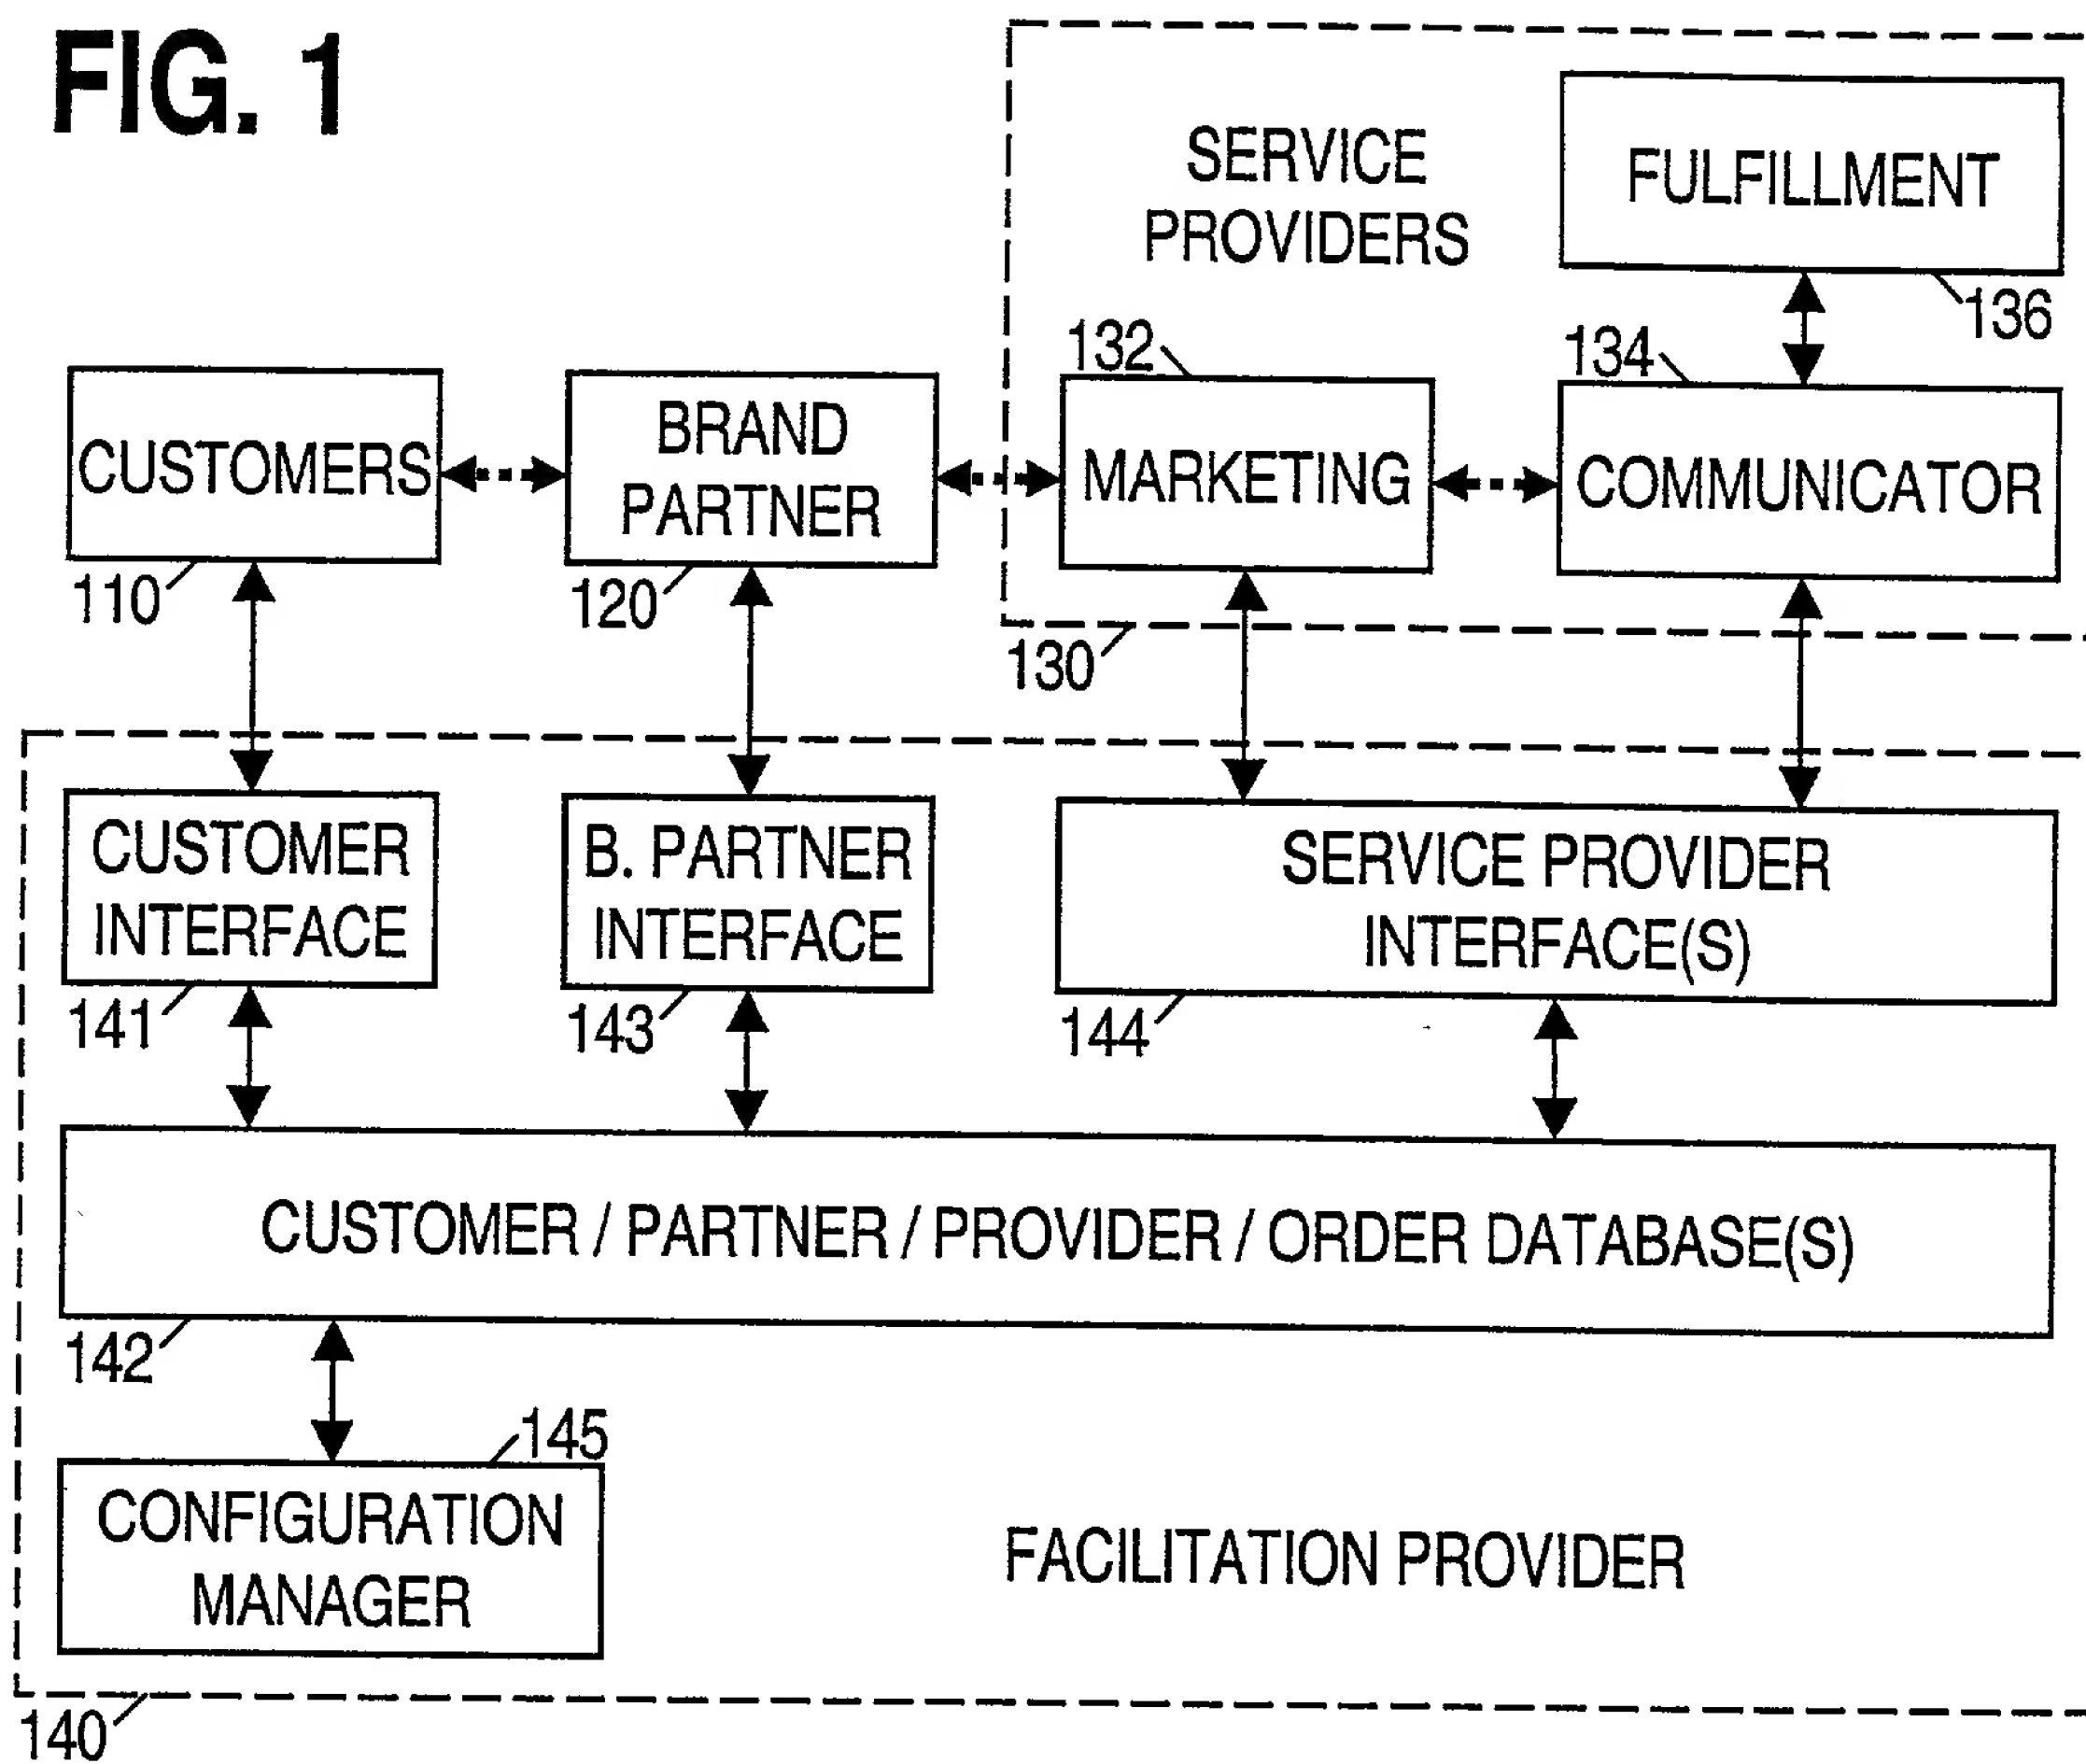 FIG. 1
SERVICE
PROVIDERS
FULFILLMENT
136
132
134
CUSTOMERS
BRAND
PARTNER
MARKETING
COMMUNICATOR
110
120
130
CUSTOMER
INTERFACE
B. PARTNER
INTERFACE
SERVICE PROVIDER
INTERFACE(S)
141
143
144
CUSTOMER / PARTNER / PROVIDER / ORDER DATABASE(S)
142
145
CONFIGURATION
MANAGER
FACILITATION PROVIDER
140